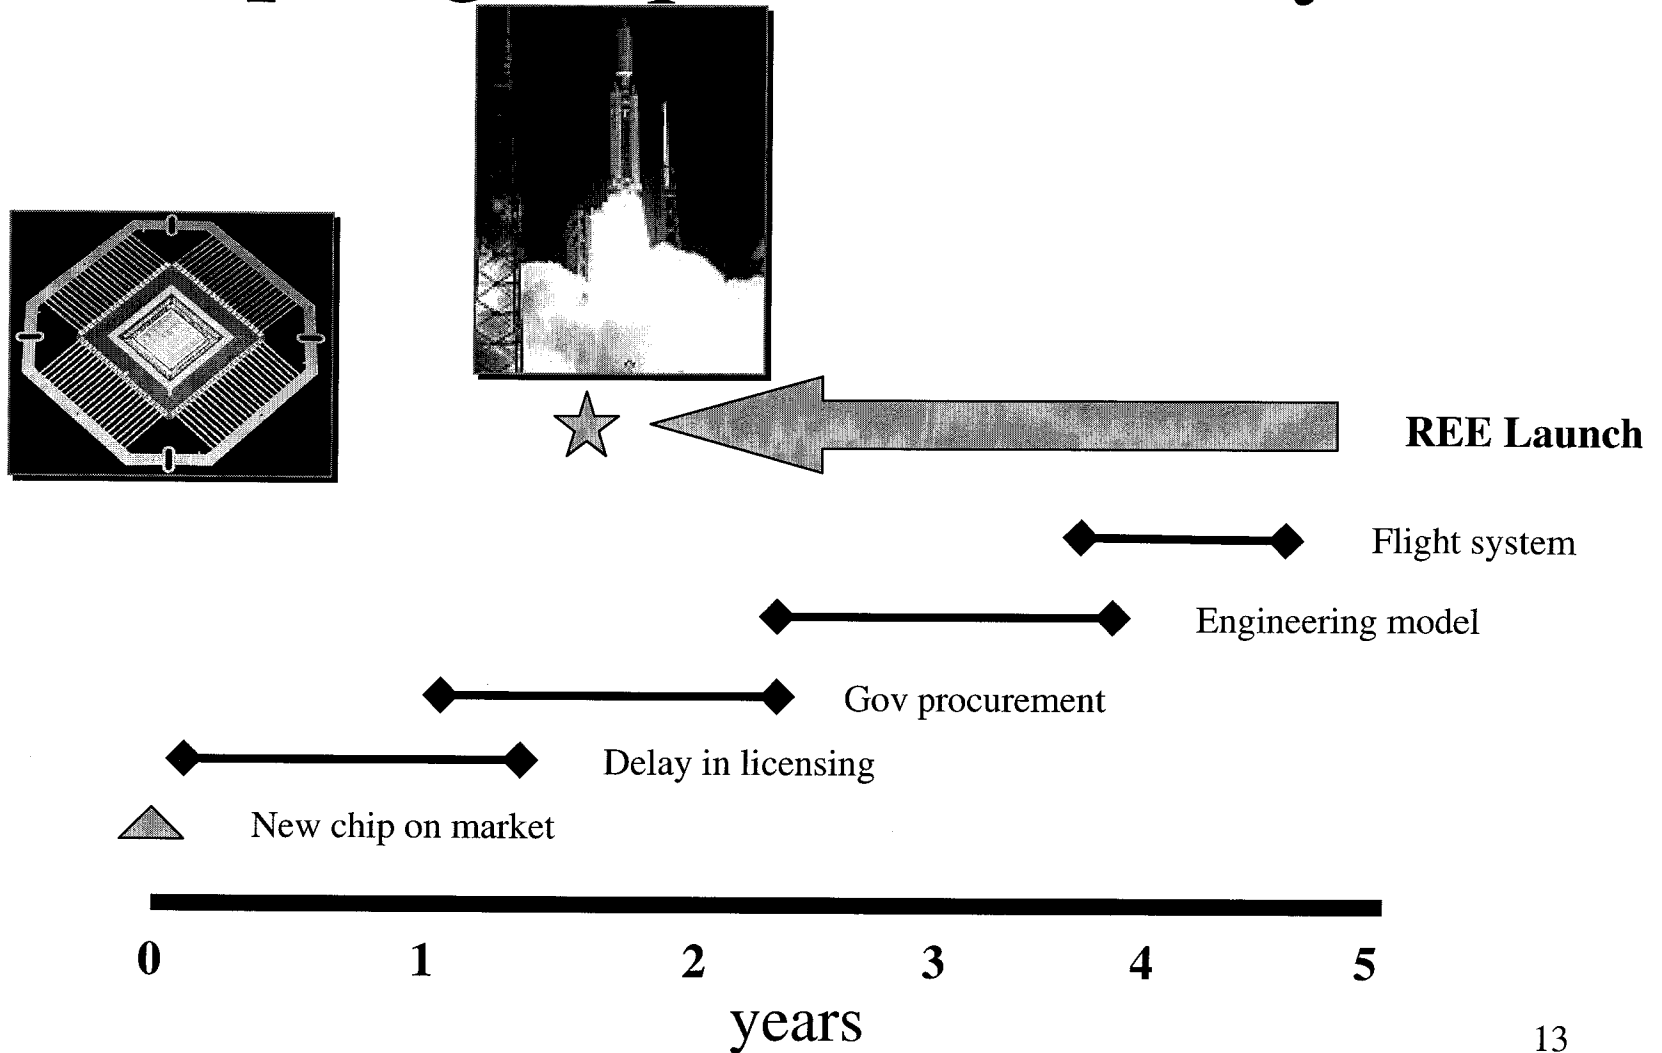 REE Launch
Flight system
Engineering model
Gov procurement
Delay in licensing
New chip on market
0 1 2 3 4 5
years
13